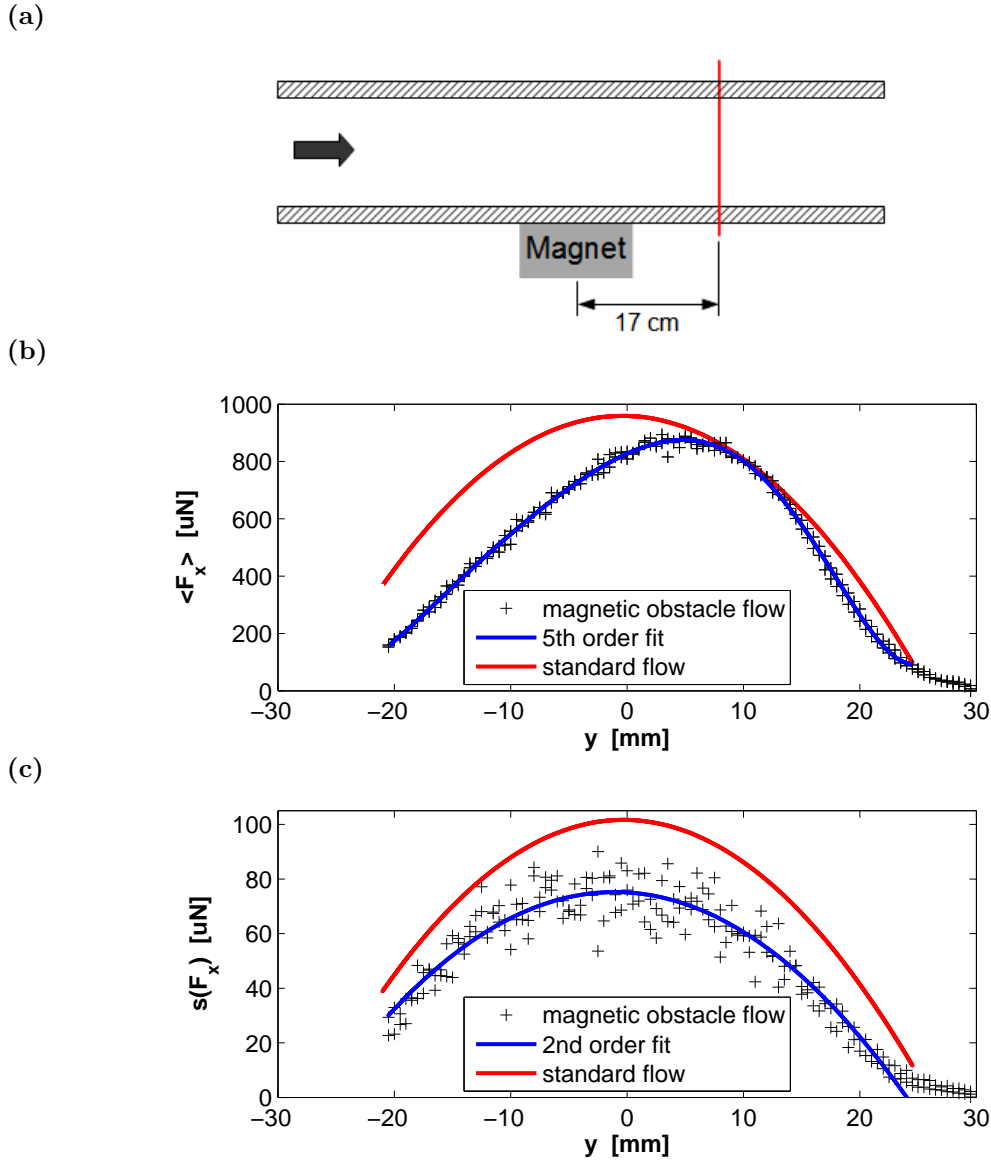 (a)
Magnet
17 cm
(b)
1000
800
600
400
200
0
<F_x> [uN]
magnetic obstacle flow
5th order fit
standard flow
−30 −20 −10 0 10 20 30
y [mm]
(c)
100
80
60
40
20
0
s(F_x) [uN]
magnetic obstacle flow
2nd order fit
standard flow
−30 −20 −10 0 10 20 30
y [mm]